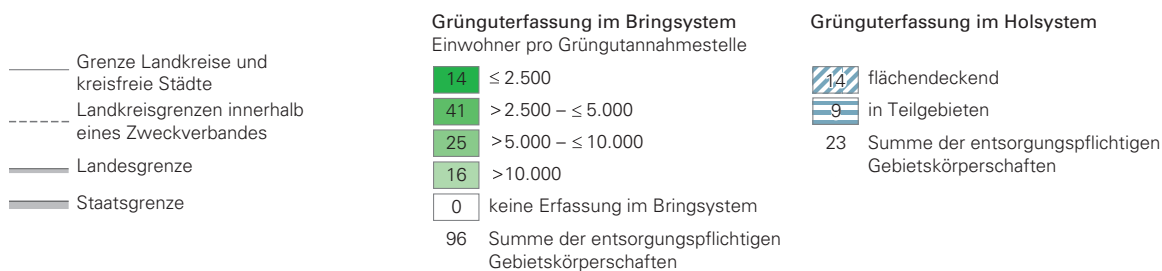 Grenze Landkreise und
kreisfreie Städte
Landkreisgrenzen innerhalb
eines Zweckverbandes
Landesgrenze
Staatsgrenze
Grünguterfassung im Bringsystem
Einwohner pro Grüngutannahmestelle
14 ≤ 2.500
41 >2.500 – ≤ 5.000
25 >5.000 – ≤ 10.000
16 >10.000
0 keine Erfassung im Bringsystem
96 Summe der entsorgungspflichtigen
Gebietskörperschaften
Grünguterfassung im Holsystem
14 flächendeckend
9 in Teilgebieten
23 Summe der entsorgungspflichtigen
Gebietskörperschaften